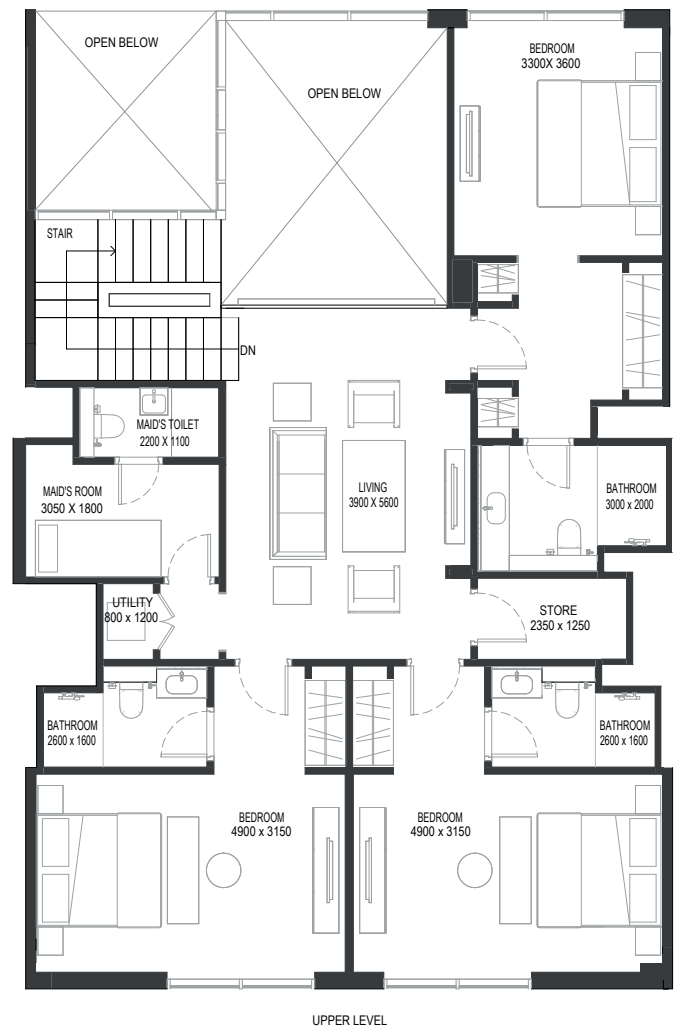 OPEN BELOW
BEDROOM
3300X 3600
OPEN BELOW
STAIR
DN
MAID'S TOILET
2200 X 1100
MAID'S ROOM
3050 X 1800
LIVING
3900 X 5600
BATHROOM
3000 x 2000
UTILITY
800 x 1200
STORE
2350 x 1250
BATHROOM
2600 x 1600
BATHROOM
2600 x 1600
BEDROOM
4900 x 3150
BEDROOM
4900 x 3150
UPPER LEVEL